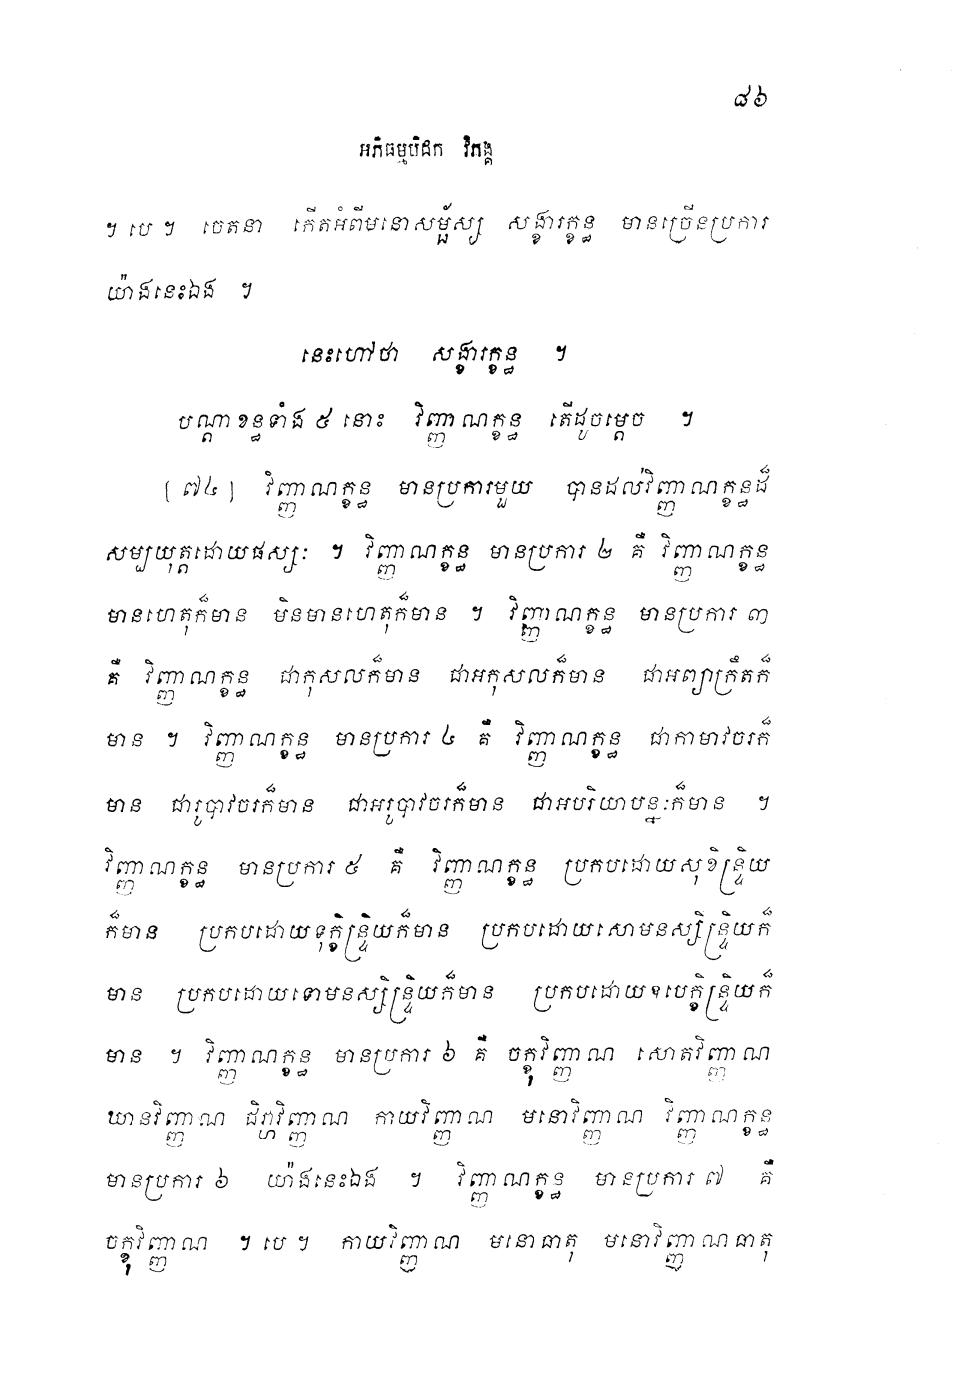 ៨៦
អភិធម្មបិដក វិភង្គ
។ បេ ។ ចេតនា កើតអំពីមនោសម្ផ័ស្ស សង្ខារក្ខន្ធ មានច្រើនប្រការ
យ៉ាងនេះឯង ។
នេះហៅថា សង្ខារក្ខន្ធ ។
បណ្តាខន្ធទាំង ៥ នោះ វិញ្ញាណក្ខន្ធ តើដូចម្តេច ។
[ ៧៤ ] វិញ្ញាណក្ខន្ធ មានប្រការមួយ បានដល់វិញ្ញាណក្ខន្ធដ៏
សម្បយុត្តដោយផស្សៈ ។ វិញ្ញាណក្ខន្ធ មានប្រការ ២ គឺ វិញ្ញាណក្ខន្ធ
មានហេតុក៏មាន មិនមានហេតុក៏មាន ។ វិញ្ញាណក្ខន្ធ មានប្រការ ៣
គឺ វិញ្ញាណក្ខន្ធ ជាកុសលក៏មាន ជាអកុសលក៏មាន ជាអព្យាក្រឹតក៏
មាន ។ វិញ្ញាណក្ខន្ធ មានប្រការ ៤ គឺ វិញ្ញាណក្ខន្ធ ជាកាមាវចរក៏
មាន ជារូបាវចរក៏មាន ជាអរូបាវចរក៏មាន ជាអបរិយាបន្នៈក៏មាន ។
វិញ្ញាណក្ខន្ធ មានប្រការ ៥ គឺ វិញ្ញាណក្ខន្ធ ប្រកបដោយសុខិន្ទ្រិយ
ក៏មាន ប្រកបដោយទុក្ខិន្ទ្រិយក៏មាន ប្រកបដោយសោមនស្សិន្ទ្រិយក៏
មាន ប្រកបដោយទោមនស្សិន្ទ្រិយក៏មាន ប្រកបដោយឧបេក្ខិន្ទ្រិយក៏
មាន ។ វិញ្ញាណក្ខន្ធ មានប្រការ ៦ គឺ ចក្ខុវិញ្ញាណ សោតវិញ្ញាណ
ឃានវិញ្ញាណ ជិវ្ហាវិញ្ញាណ កាយវិញ្ញាណ មនោវិញ្ញាណ វិញ្ញាណក្ខន្ធ
មានប្រការ ៦ យ៉ាងនេះឯង ។ វិញ្ញាណក្ខន្ធ មានប្រការ ៧ គឺ
ចក្ខុវិញ្ញាណ ។ បេ ។ កាយវិញ្ញាណ មនោធាតុ មនោវិញ្ញាណធាតុ